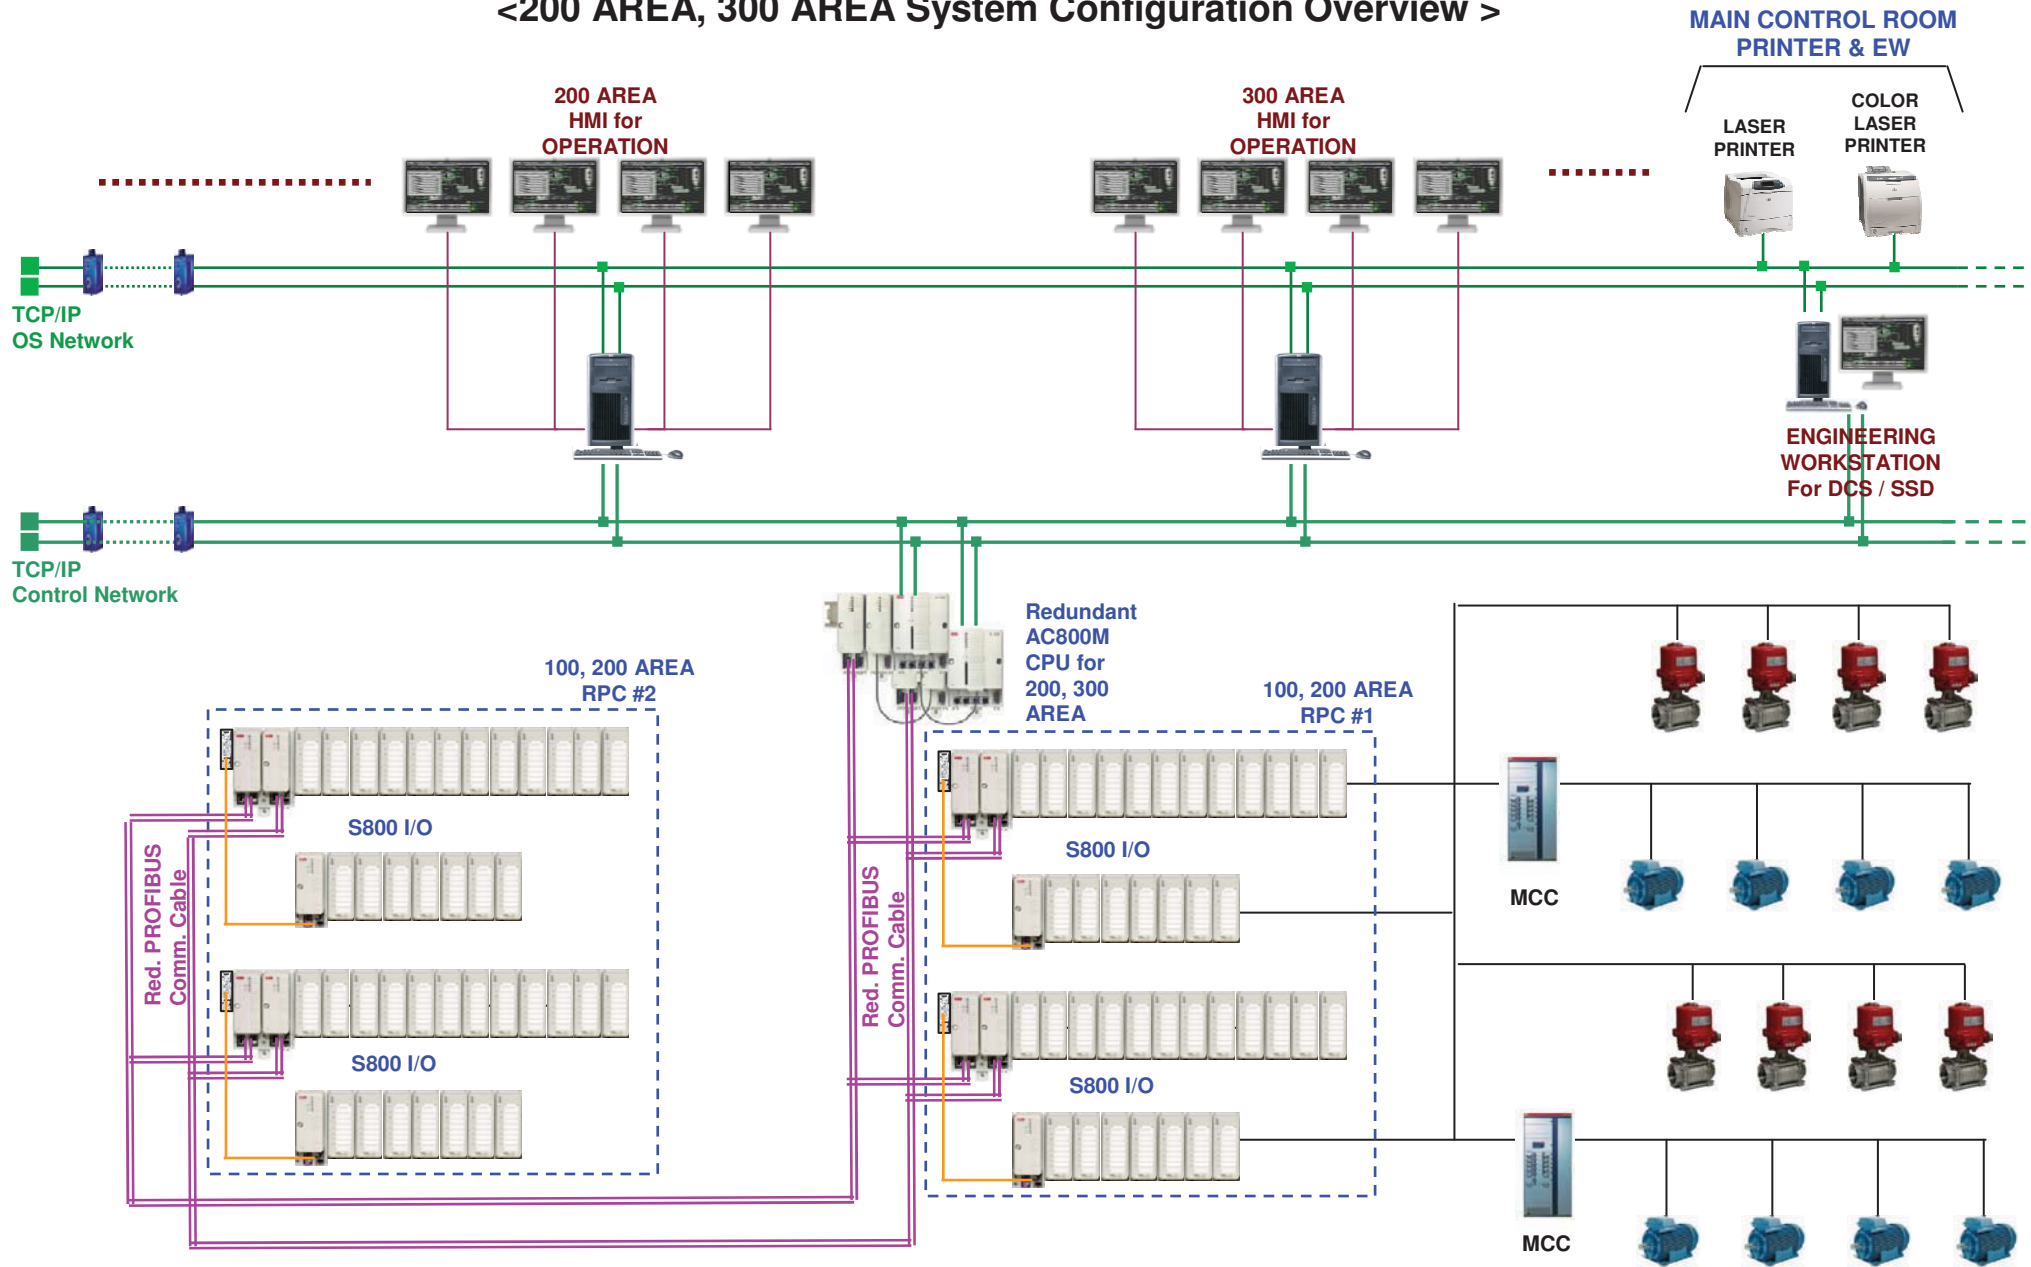 <200 AREA, 300 AREA System Configuration Overview >
MAIN CONTROL ROOM
PRINTER & EW
200 AREA
HMI for
OPERATION
300 AREA
HMI for
OPERATION
LASER
PRINTER
COLOR
LASER
PRINTER
TCP/IP
OS Network
ENGINEERING
WORKSTATION
For DCS / SSD
TCP/IP
Control Network
Redundant
AC800M
CPU for
200, 300
AREA
100, 200 AREA
RPC #2
100, 200 AREA
RPC #1
S800 I/O
S800 I/O
Red. PROFIBUS
Comm. Cable
Red. PROFIBUS
Comm. Cable
MCC
S800 I/O
S800 I/O
MCC